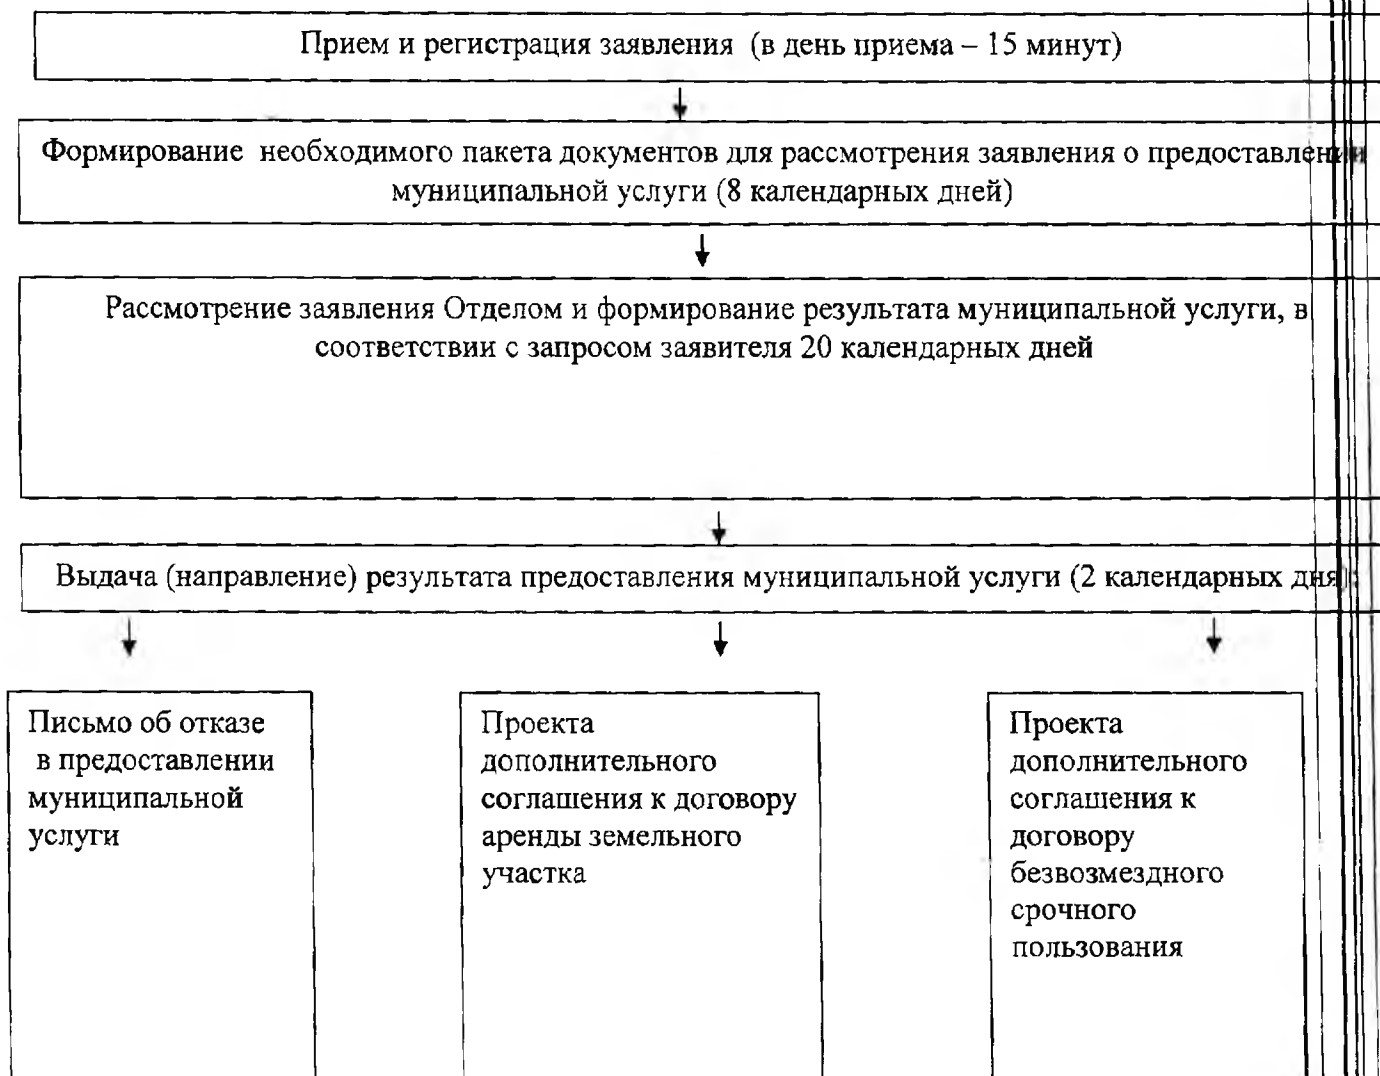 Прием и регистрация заявления (в день приема – 15 минут)
Формирование необходимого пакета документов для рассмотрения заявления о предоставлении
муниципальной услуги (8 календарных дней)
Рассмотрение заявления Отделом и формирование результата муниципальной услуги, в
соответствии с запросом заявителя 20 календарных дней
Выдача (направление) результата предоставления муниципальной услуги (2 календарных дня):
Письмо об отказе
в предоставлении
муниципальной
услуги
Проекта
дополнительного
соглашения к договору
аренды земельного
участка
Проекта
дополнительного
соглашения к
договору
безвозмездного
срочного
пользования